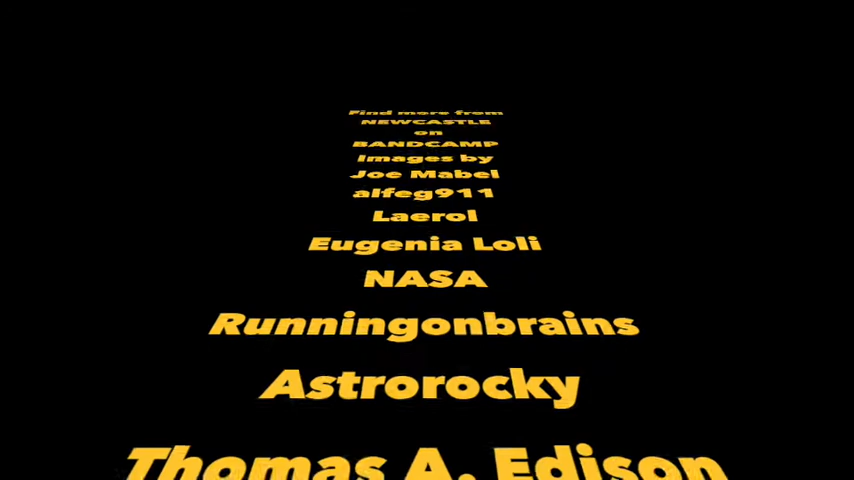 Find more from
NEWCASTLE
on
BANDCAMP
Images by
Joe Mabel
alfeg911
Laerol
Eugenia Loli
NASA
Runningonbrains
Astrorocky
Thomas A. Edison